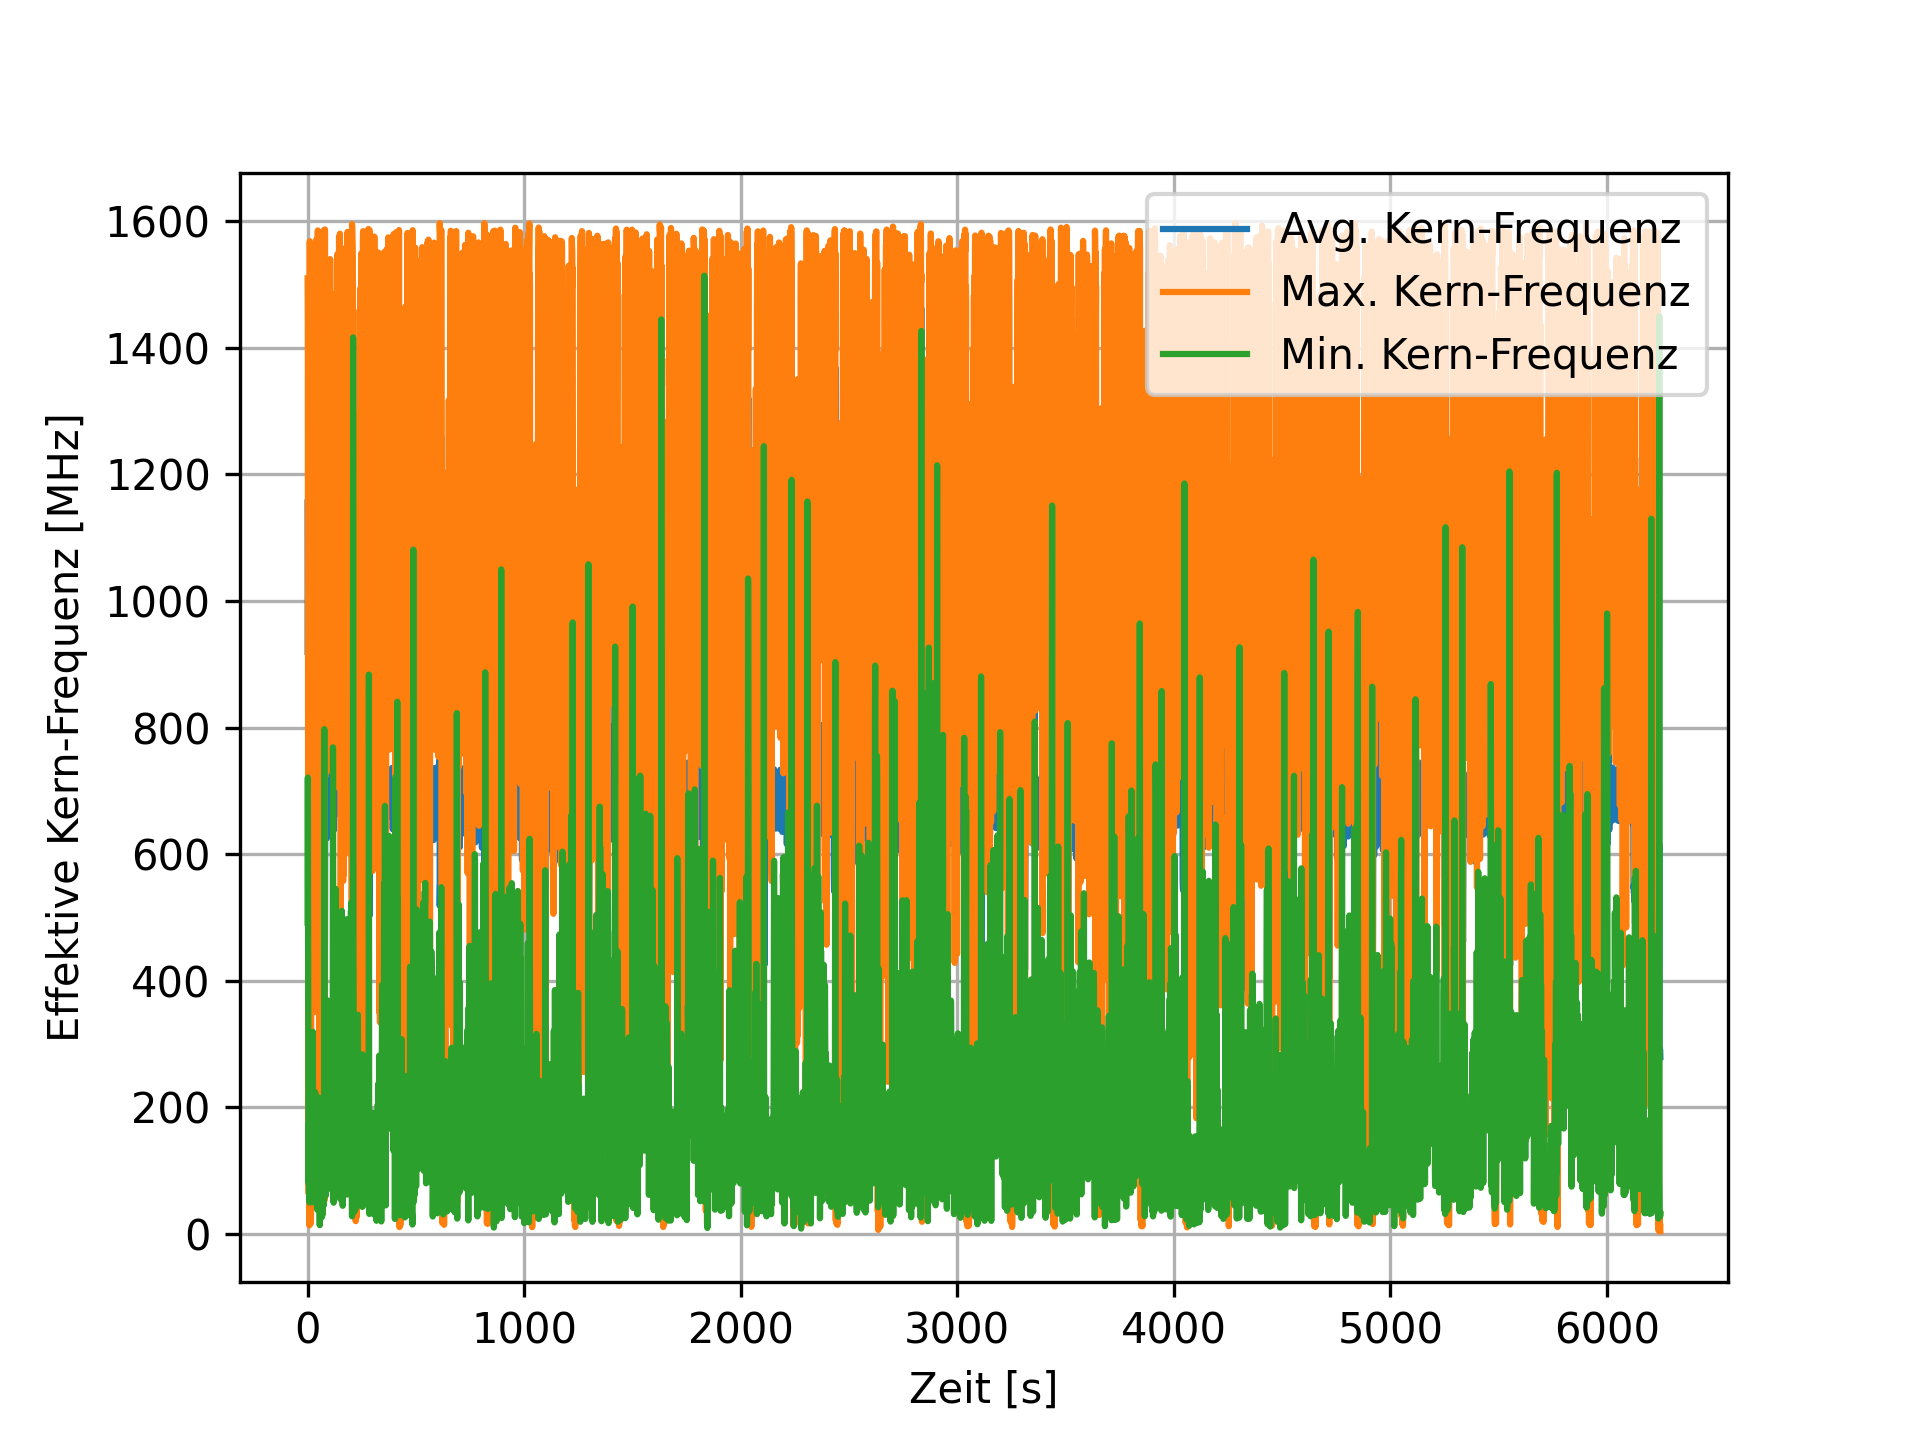 Effektive Kern-Frequenz [MHz]
1600
1400
1200
1000
800
600
400
200
0
Avg. Kern-Frequenz
Max. Kern-Frequenz
Min. Kern-Frequenz
0 1000 2000 3000 4000 5000 6000
Zeit [s]